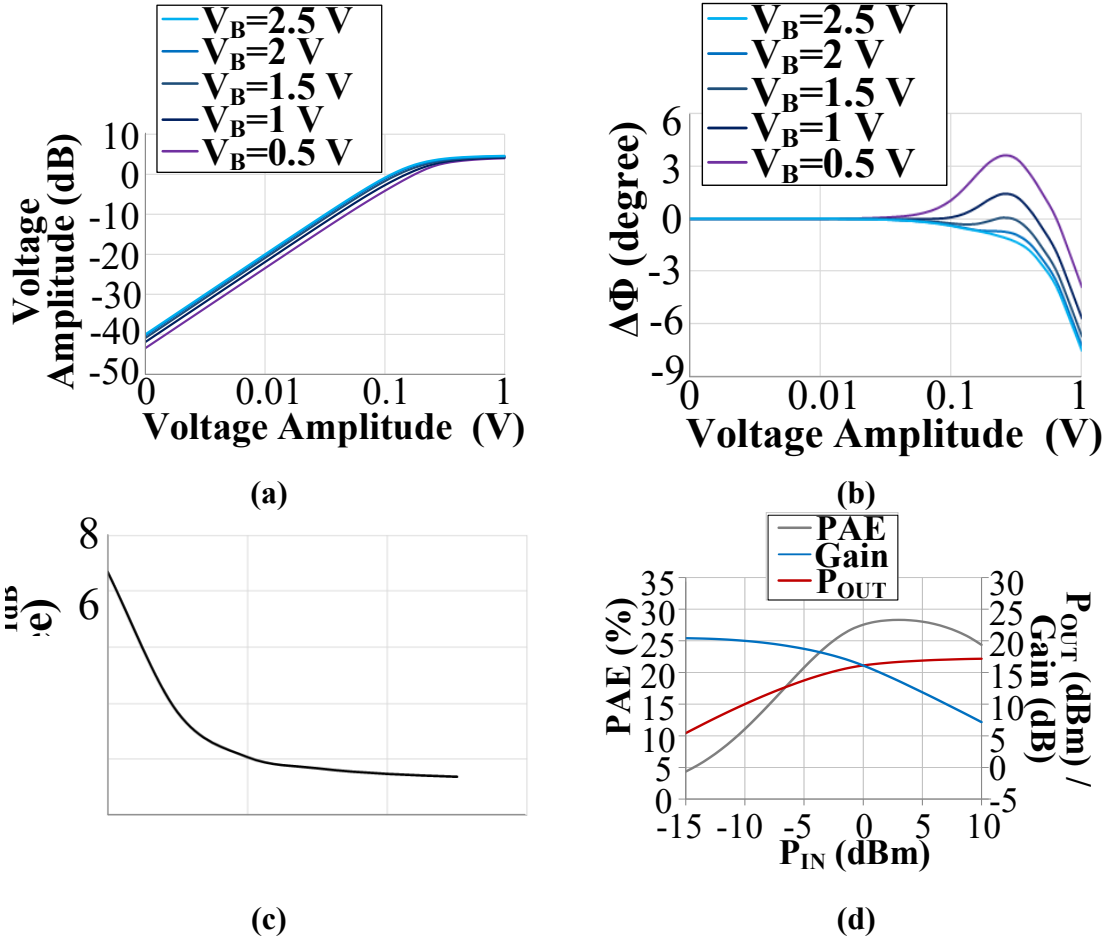 V_B=2.5 V
V_B=2 V
V_B=1.5 V
V_B=1 V
V_B=0.5 V
10
0
-10
-20
-30
-40
-50
Voltage
Amplitude (dB)
0 0.01 0.1 1
Voltage Amplitude (V)
(a)
V_B=2.5 V
V_B=2 V
V_B=1.5 V
V_B=1 V
V_B=0.5 V
6
3
0
-3
-6
-9
ΔΦ (degree)
0 0.01 0.1 1
Voltage Amplitude (V)
(b)
8
6
(c)
PAE
Gain
P_OUT
35
30
25
20
15
10
5
0
PAE (%)
30
25
20
15
10
5
0
-5
P_OUT (dBm) /
Gain (dB)
-15 -10 -5 0 5 10
P_IN (dBm)
(d)